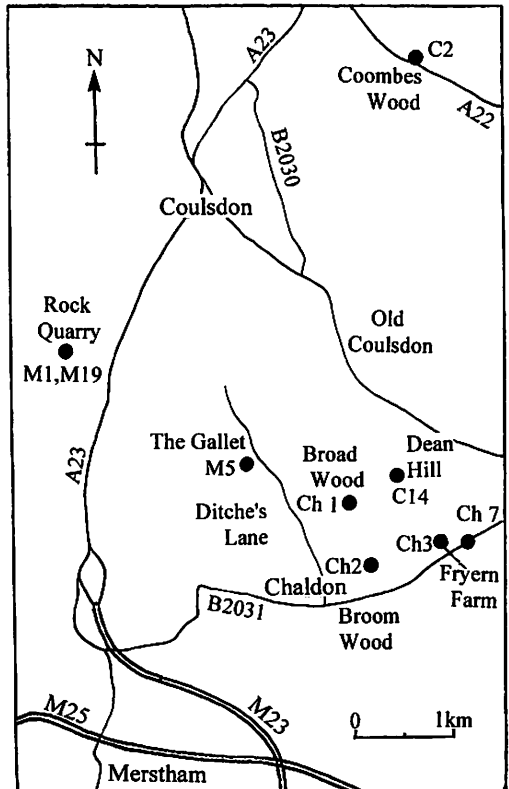 A23
C2
Coombes
Wood
A22
N
B2030
Coulsdon
Rock
Quarry
M1,M19
Old
Coulsdon
A23
The Gallet
M5
Broad
Wood
Ch 1
Dean
Hill
C14
Ditche's
Lane
Ch 7
Ch3
Ch2
Fryern
Farm
Chaldon
B2031
Broom
Wood
M25
M23
0 1km
Merstham